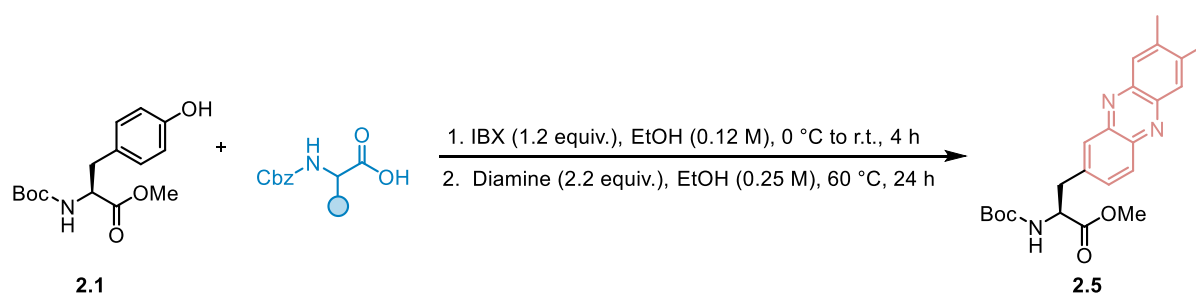 OH
Boc
N
H
O
OMe
2.1
+
Cbz
H
N
O
OH
1. IBX (1.2 equiv.), EtOH (0.12 M), 0 °C to r.t., 4 h
2. Diamine (2.2 equiv.), EtOH (0.25 M), 60 °C, 24 h
N
N
Boc
N
H
O
OMe
2.5